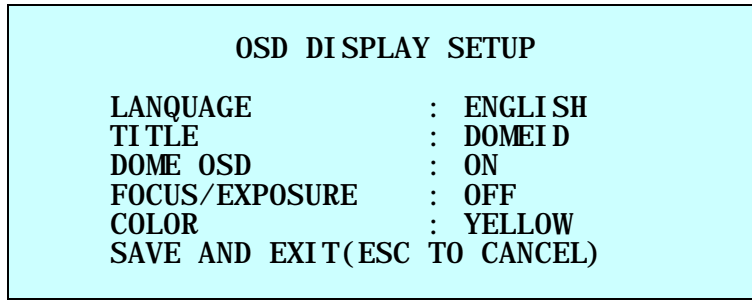 OSD DISPLAY SETUP
LANQUAGE : ENGLISH
TITLE : DOMEID
DOME OSD : ON
FOCUS/EXPOSURE : OFF
COLOR : YELLOW
SAVE AND EXIT(ESC TO CANCEL)